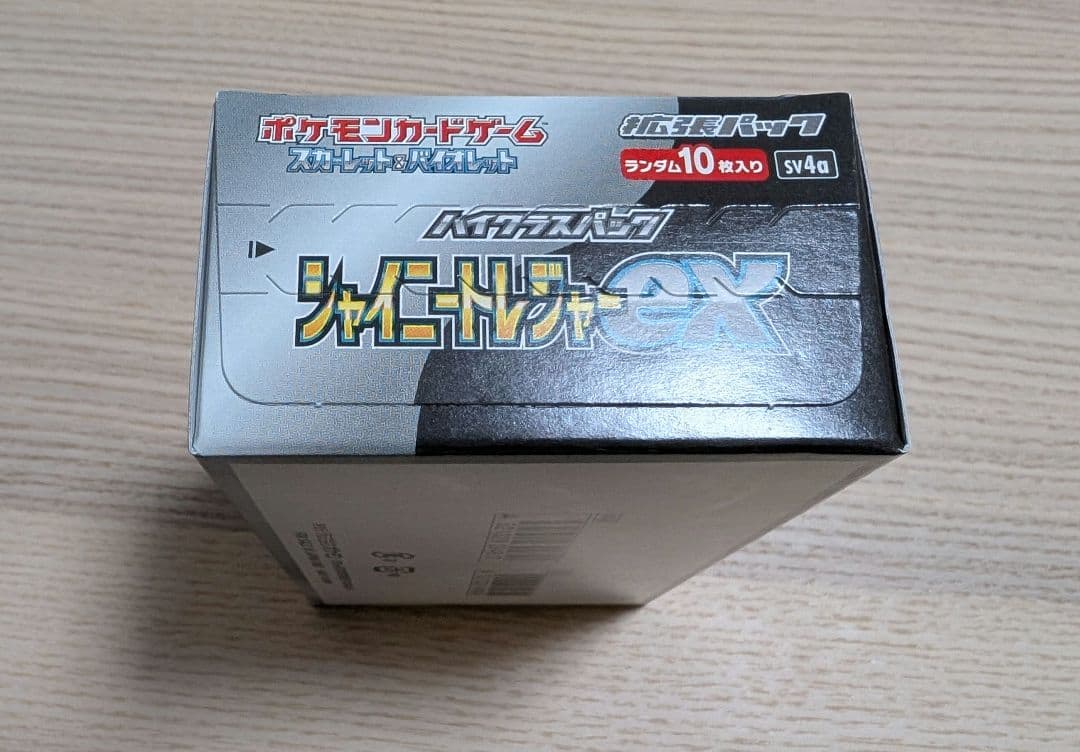 ポケモンカードゲーム
スカーレット&バイオレット
拡張パック
ランダム10枚入り
SV4a
ハイクラスパック
シャイニートレジャーex